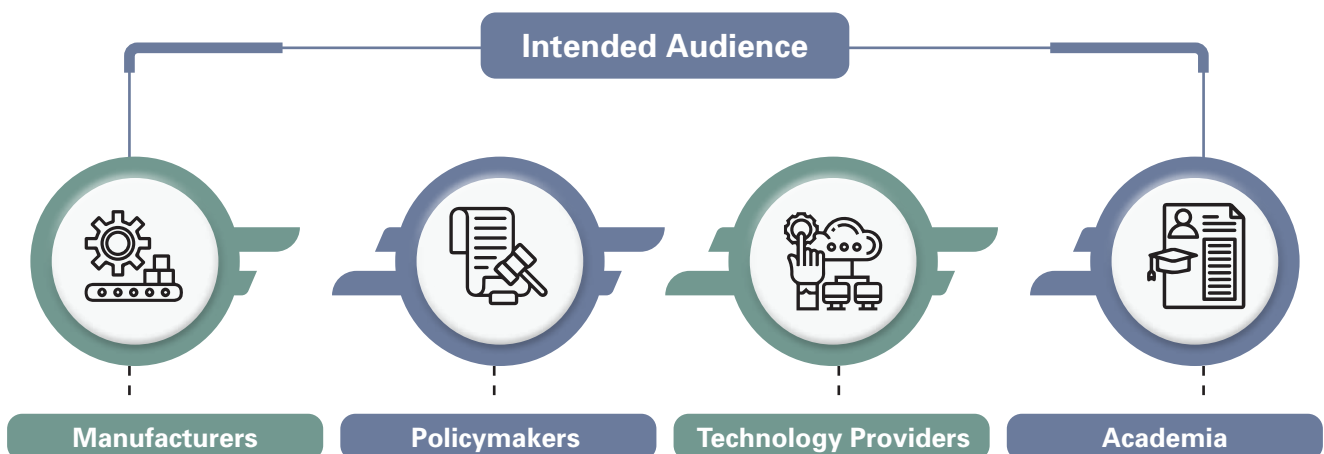 Intended Audience
Manufacturers
Policymakers
Technology Providers
Academia